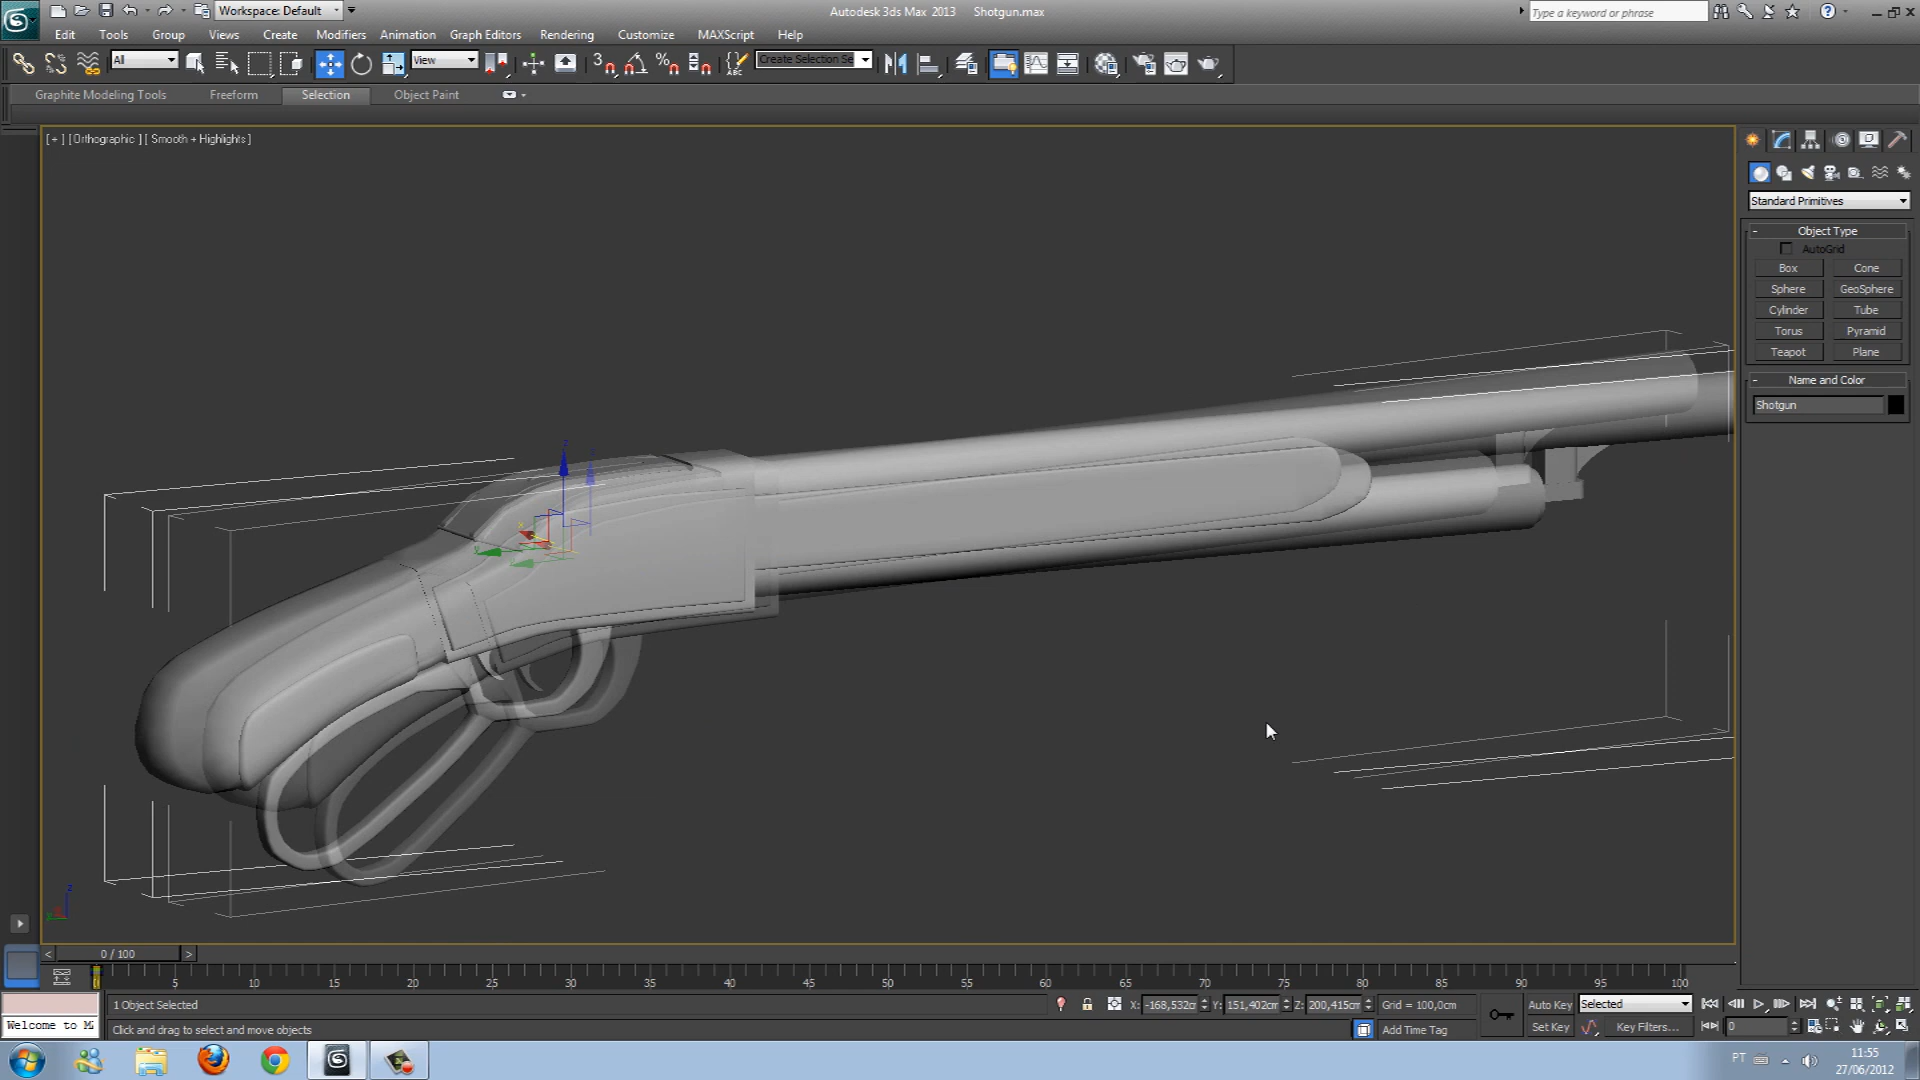 Workspace: Default
Autodesk 3ds Max 2013 Shotgun.max
Type a keyword or phrase
Edit Tools Group Views Create Modifiers Animation Graph Editors Rendering Customize MAXScript Help
All
View
3
Create Selection Se
Graphite Modeling Tools Freeform Selection Object Paint
[ + ] [ Orthographic ] [ Smooth + Highlights ]
Standard Primitives
Object Type
AutoGrid
Box Cone
Sphere GeoSphere
Cylinder Tube
Torus Pyramid
Teapot Plane
Name and Color
Shotgun
0 / 100
0 5 10 15 20 25 30 35 40 45 50 55 60 65 70 75 80 85 90 95 100
1 Object Selected
X: -168,532cm Y: 151,402cm Z: 200,415cm
Grid = 100,0cm
Auto Key Selected
Welcome to M
Click and drag to select and move objects
Add Time Tag
Set Key Key Filters...
0
PT
11:55
27/06/2012